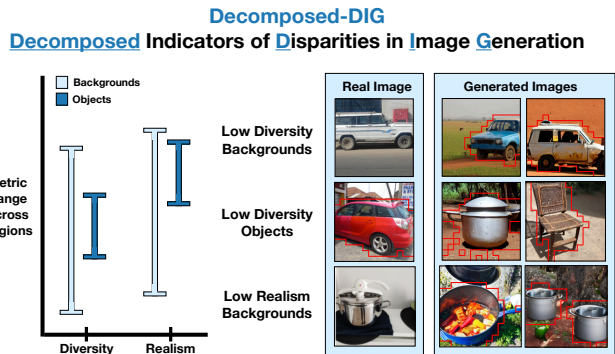 Decomposed-DIG
Decomposed Indicators of Disparities in Image Generation
Backgrounds
Objects
etric
ange
cross
egions
Diversity
Realism
Low Diversity
Backgrounds
Low Diversity
Objects
Low Realism
Backgrounds
Real Image
Generated Images